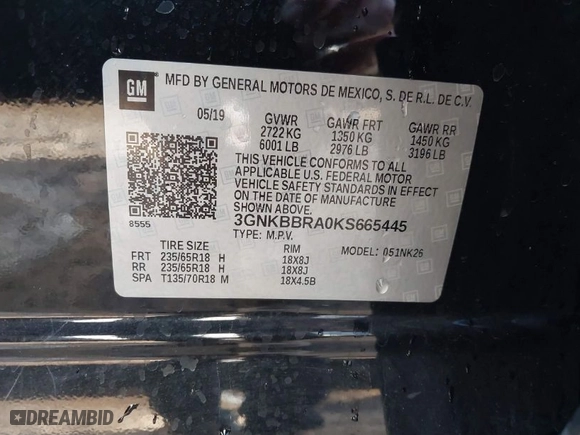 GM
MFD BY GENERAL MOTORS DE MEXICO, S. DE R.L. DE C.V.
05/19 GVWR GAWR FRT GAWR RR
2722 KG 1350 KG 1450 KG
6001 LB 2976 LB 3196 LB
THIS VEHICLE CONFORMS TO ALL
APPLICABLE U.S. FEDERAL MOTOR
VEHICLE SAFETY STANDARDS IN EFFECT
ON THE DATE OF MANUFACTURE
SHOWN ABOVE.
8555 3GNKBBRA0KS665445
TYPE: M.P.V. MODEL: 051NK26
TIRE SIZE RIM
FRT 235/65R18 H 18X8J
RR 235/65R18 H 18X8J
SPA T135/70R18 M 18X4.5B
DREAMBID.COM